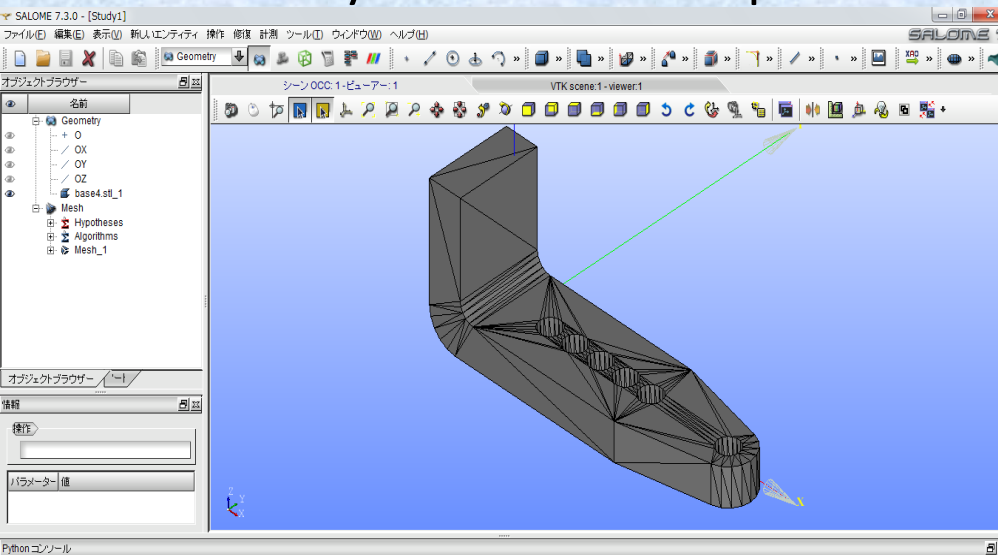 SALOME 7.3.0 - [Study1]
ファイル(F) 編集(E) 表示(V) 新しいエンティティ 操作 修復 計測 ツール(T) ウィンドウ(W) ヘルプ(H)
SALOME
Geometry
オブジェクトブラウザー
シーン OCC: 1 - ビューアー: 1
VTK scene:1 - viewer:1
名前
Geometry
O
OX
OY
OZ
base4.stl_1
Mesh
Hypotheses
Algorithms
Mesh_1
オブジェクトブラウザー
情報
操作
パラメーター 値
Z
Y
X
X
Python コンソール